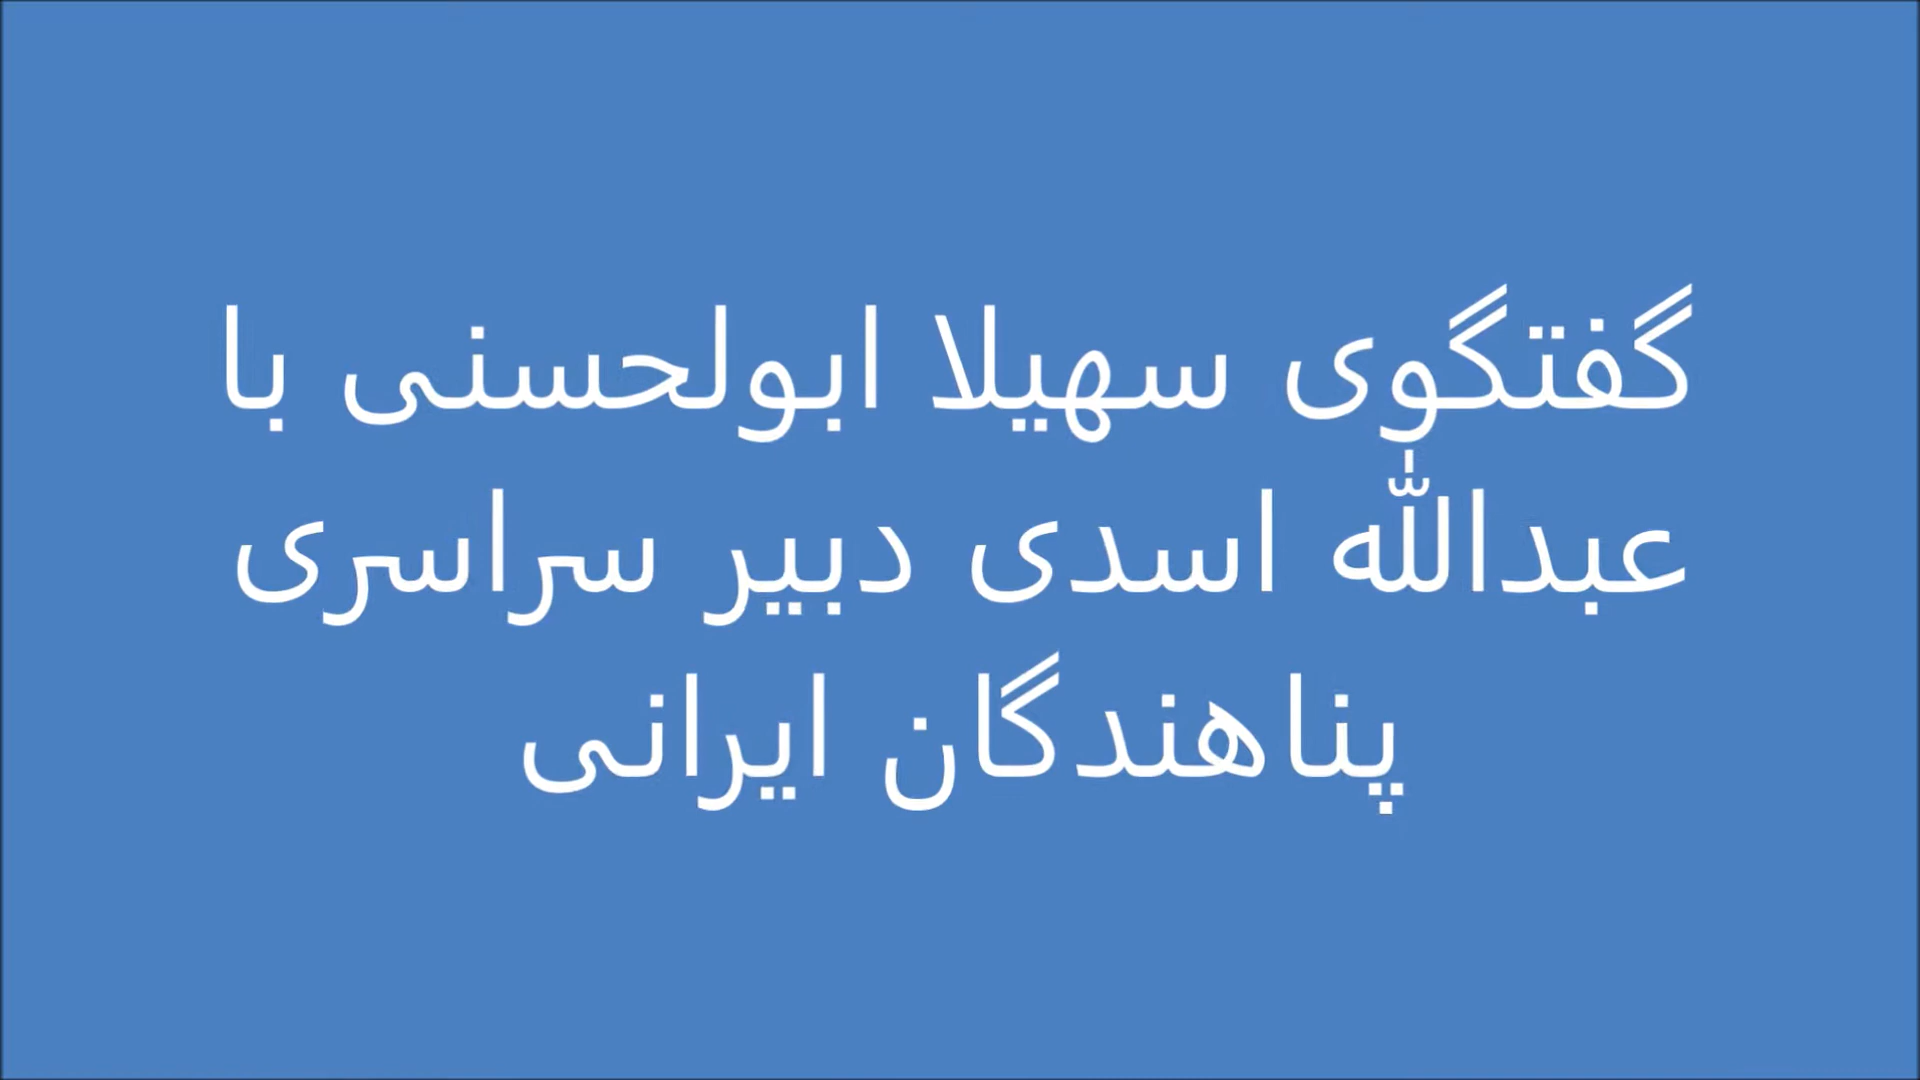 گفتگوی سهیلا ابولحسنی با
عبدالله اسدی دبیر سراسری
پناهندگان ایرانی